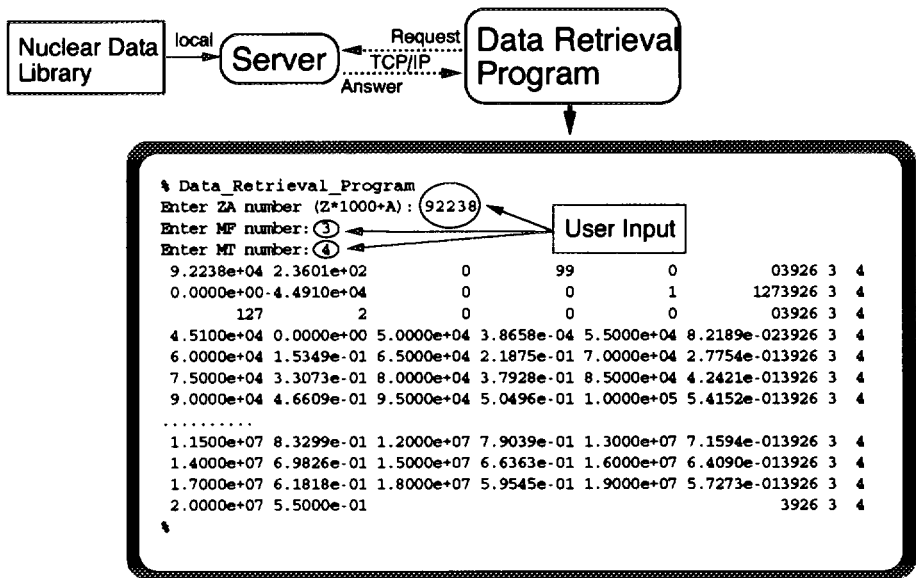 Nuclear Data
Library
local
Server
Request
TCP/IP
Answer
Data Retrieval
Program
% Data_Retrieval_Program
Enter ZA number (Z*1000+A): 92238
Enter MF number: 3
Enter MT number: 4
User Input
9.2238e+04 2.3601e+02 0 99 0 03926 3 4
0.0000e+00-4.4910e+04 0 0 1 1273926 3 4
127 2 0 0 0 03926 3 4
4.5100e+04 0.0000e+00 5.0000e+04 3.8658e-04 5.5000e+04 8.2189e-023926 3 4
6.0000e+04 1.5349e-01 6.5000e+04 2.1875e-01 7.0000e+04 2.7754e-013926 3 4
7.5000e+04 3.3073e-01 8.0000e+04 3.7928e-01 8.5000e+04 4.2421e-013926 3 4
9.0000e+04 4.6609e-01 9.5000e+04 5.0496e-01 1.0000e+05 5.4152e-013926 3 4
..........
1.1500e+07 8.3299e-01 1.2000e+07 7.9039e-01 1.3000e+07 7.1594e-013926 3 4
1.4000e+07 6.9826e-01 1.5000e+07 6.6363e-01 1.6000e+07 6.4090e-013926 3 4
1.7000e+07 6.1818e-01 1.8000e+07 5.9545e-01 1.9000e+07 5.7273e-013926 3 4
2.0000e+07 5.5000e-01 3926 3 4
%